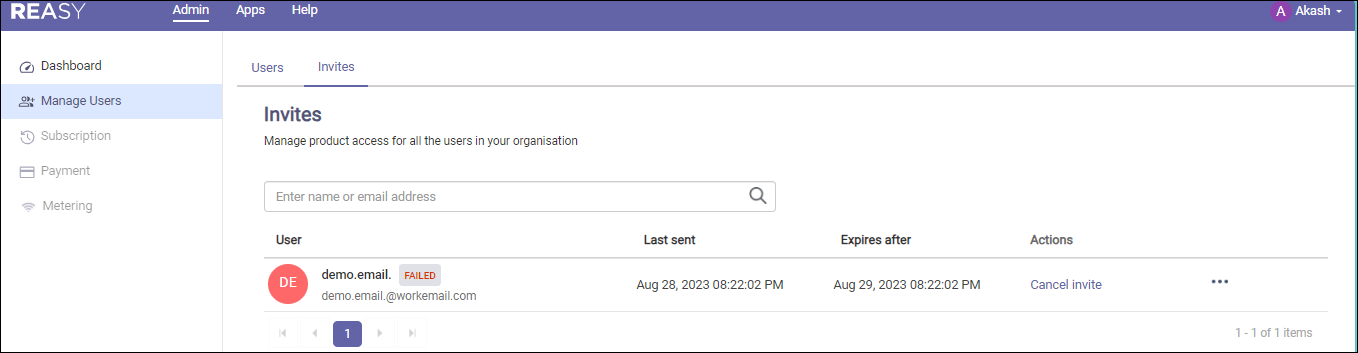 REASY Admin Apps Help A Akash
Dashboard
Manage Users
Subscription
Payment
Metering
Users Invites
Invites
Manage product access for all the users in your organisation
Enter name or email address
User Last sent Expires after Actions
DE demo.email. FAILED
demo.email.@workemail.com
Aug 28, 2023 08:22:02 PM Aug 29, 2023 08:22:02 PM Cancel invite
1 1 - 1 of 1 items